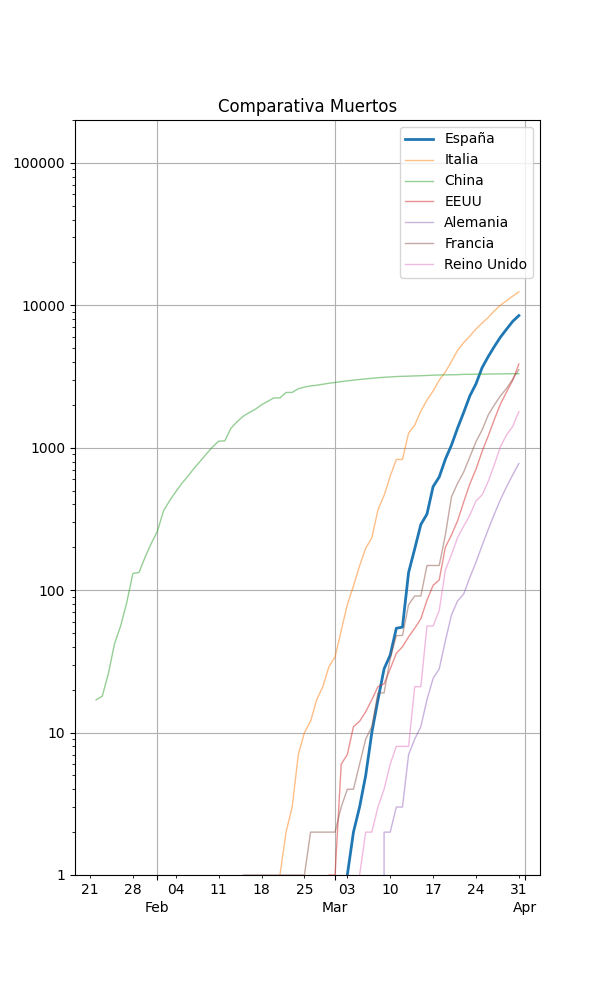 Comparativa Muertos
España
Italia
China
EEUU
Alemania
Francia
Reino Unido
100000
10000
1000
100
10
1
21 28 04 11 18 25 03 10 17 24 31
Feb Mar Apr